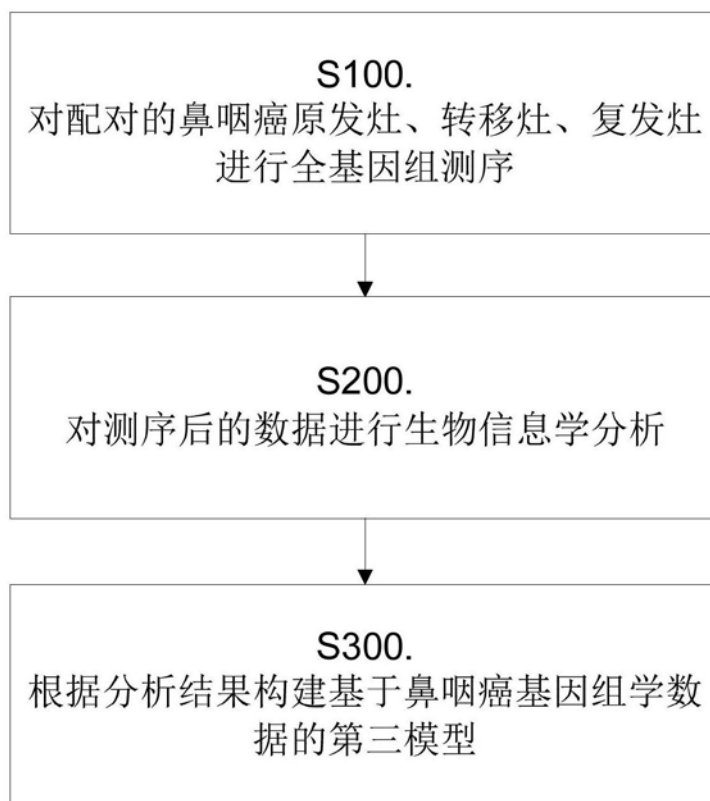 S100.
对配对的鼻咽癌原发灶、转移灶、复发灶
进行全基因组测序
S200.
对测序后的数据进行生物信息学分析
S300.
根据分析结果构建基于鼻咽癌基因组学数
据的第三模型